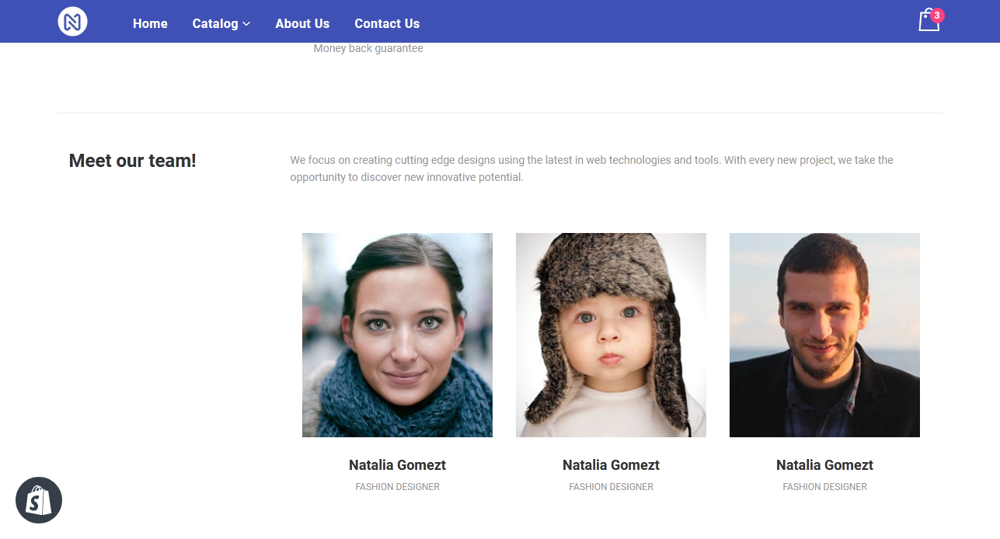 Home Catalog About Us Contact Us 3
Money back guarantee
Meet our team!
We focus on creating cutting edge designs using the latest in web technologies and tools. With every new project, we take the
opportunity to discover new innovative potential.
Natalia Gomezt Natalia Gomezt Natalia Gomezt
FASHION DESIGNER FASHION DESIGNER FASHION DESIGNER